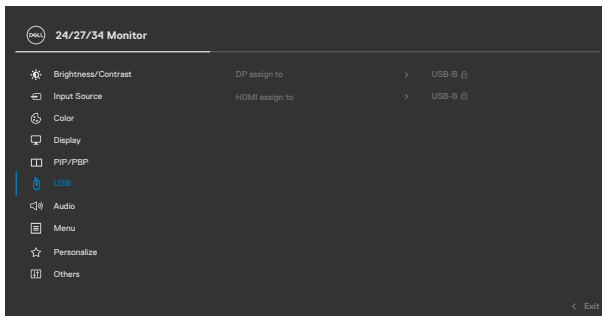 DELL 24/27/34 Monitor
Brightness/Contrast DP assign to > USB-B
Input Source HDMI assign to > USB-B
Color
Display
PIP/PBP
USB
Audio
Menu
Personalize
Others
< Exit